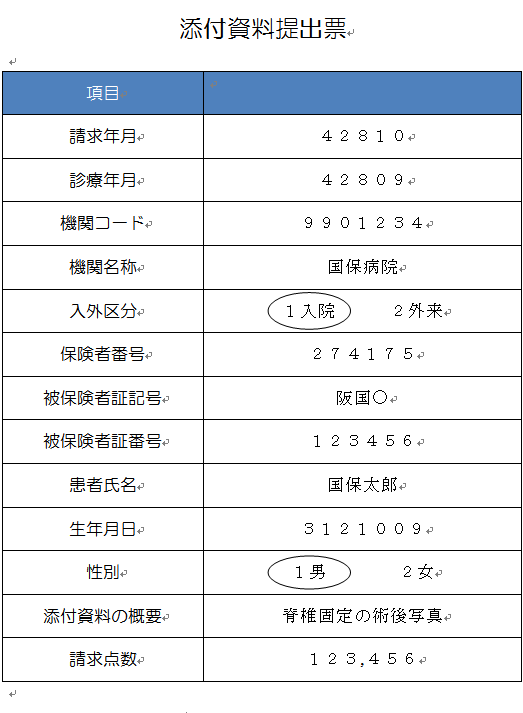 添付資料提出票
項目
請求年月 ４２８１０
診療年月 ４２８０９
機関コード ９９０１２３４
機関名称 国保病院
入外区分 １入院 ２外来
保険者番号 ２７４１７５
被保険者証記号 阪国〇
被保険者証番号 １２３４５６
患者氏名 国保太郎
生年月日 ３１２１００９
性別 １男 ２女
添付資料の概要 脊椎固定の術後写真
請求点数 １２３,４５６